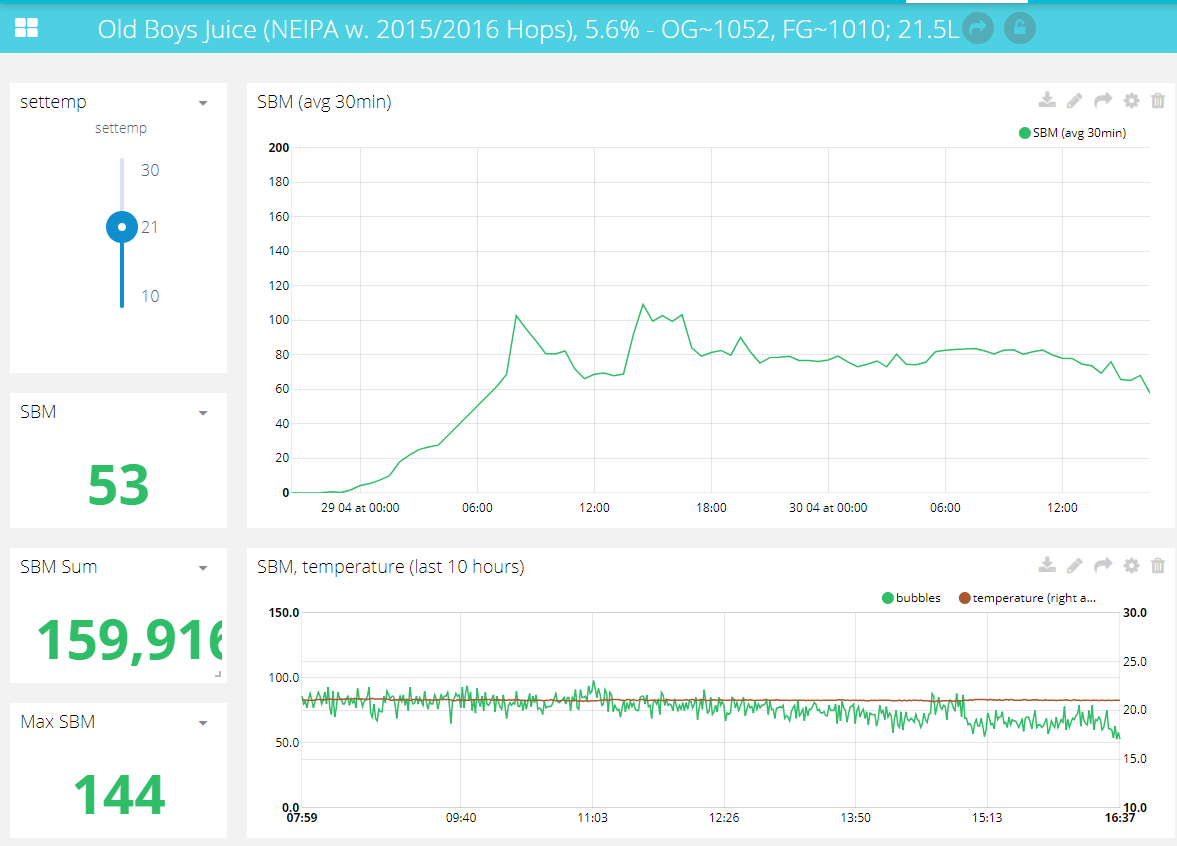 Old Boys Juice (NEIPA w. 2015/2016 Hops), 5.6% - OG~1052, FG~1010; 21.5L
settemp
settemp
30
21
10
SBM
53
SBM Sum
159,916
Max SBM
144
SBM (avg 30min)
SBM (avg 30min)
200
180
160
140
120
100
80
60
40
20
0
29 04 at 00:00 06:00 12:00 18:00 30 04 at 00:00 06:00 12:00
SBM, temperature (last 10 hours)
bubbles temperature (right a...
150.0 30.0
25.0
100.0
20.0
50.0
15.0
0.0 10.0
07:59 09:40 11:03 12:26 13:50 15:13 16:37